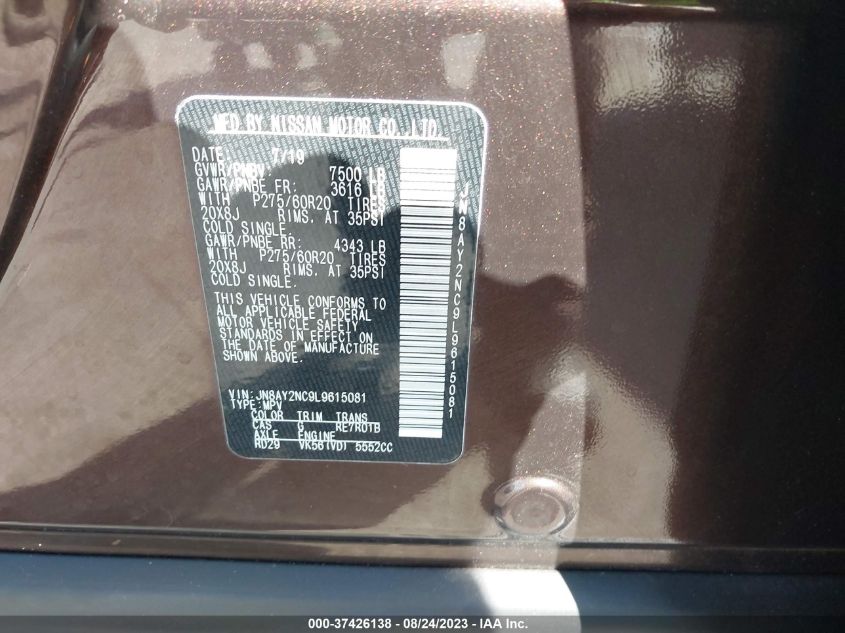 MFD BY NISSAN MOTOR CO., LTD.
DATE: 7/19
GVWR/PNBV 7500 LB
GAWR/PNBE FR: 3616 LB
WITH P275/60R20 TIRES
20X8J RIMS, AT 35PSI
COLD SINGLE.
GAWR/PNBE RR: 4343 LB
WITH P275/60R20 TIRES
20X8J RIMS, AT 35PSI
COLD SINGLE.
THIS VEHICLE CONFORMS TO
ALL APPLICABLE FEDERAL
MOTOR VEHICLE SAFETY
STANDARDS IN EFFECT ON
THE DATE OF MANUFACTURE
SHOWN ABOVE.
VIN:JN8AY2NC9L9615081
TYPE:MPV
COLOR TRIM TRANS
CAS G RE7R01B
AXLE ENGINE
RD29 VK56(VD) 5552CC
JN8AY2NC9L9615081
000-37426138 - 08/24/2023 - IAA Inc.